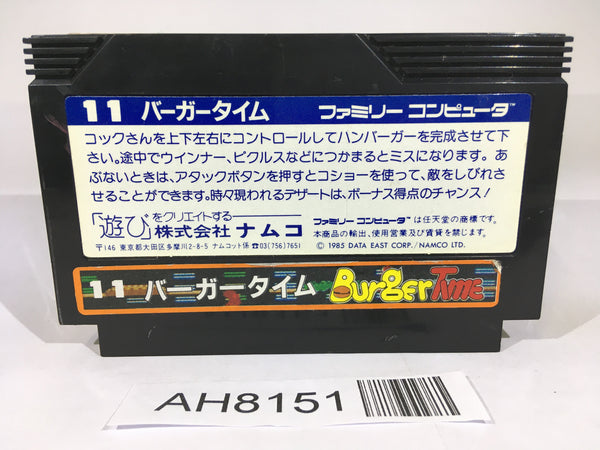 11 バーガータイム ファミリー コンピュータ™
コックさんを上下左右にコントロールしてハンバーガーを完成させて下
さい。途中でウインナー、ピクルスなどにつかまるとミスになります。あ
ぶないときは、アタックボタンを押すとコショーを使って、敵をしびれさ
せることができます。時々現われるデザートは、ボーナス得点のチャンス!
「遊び」をクリエイトする
株式会社 ナムコ
〒146 東京都大田区多摩川2-8-5 ナムコット係 ☎03(756)7651
ファミリー コンピュータ™は任天堂の商標です。
本商品の輸出、使用営業及び賃貸を禁じます。
© 1985 DATA EAST CORP./NAMCO LTD.
11 バーガータイム BurgerTime
AH8151